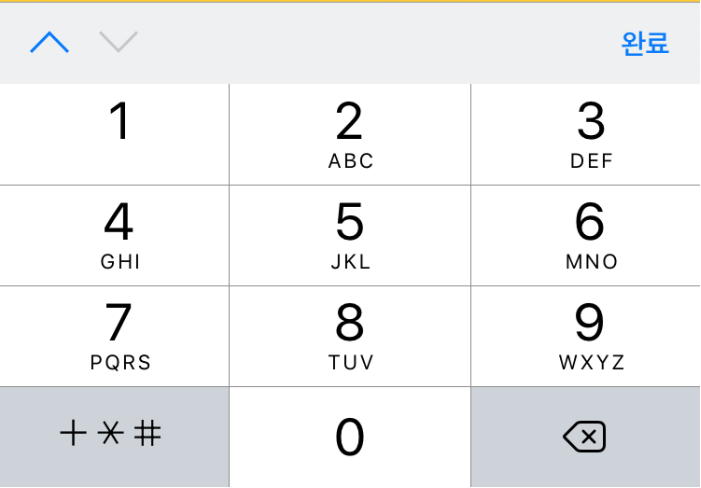 완료
1 2 3
ABC DEF
4 5 6
GHI JKL MNO
7 8 9
PQRS TUV WXYZ
+*# 0